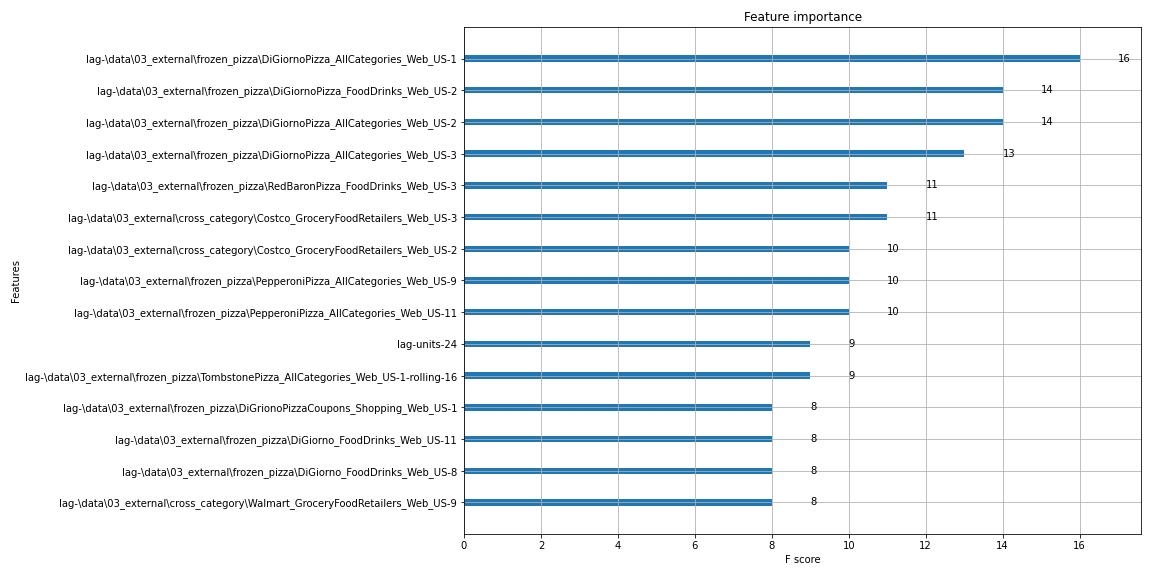 Feature importance
Features
lag-\data\03_external\frozen_pizza\DiGiornoPizza_AllCategories_Web_US-1 16
lag-\data\03_external\frozen_pizza\DiGiornoPizza_FoodDrinks_Web_US-2 14
lag-\data\03_external\frozen_pizza\DiGiornoPizza_AllCategories_Web_US-2 14
lag-\data\03_external\frozen_pizza\DiGiornoPizza_AllCategories_Web_US-3 13
lag-\data\03_external\frozen_pizza\RedBaronPizza_FoodDrinks_Web_US-3 11
lag-\data\03_external\cross_category\Costco_GroceryFoodRetailers_Web_US-3 11
lag-\data\03_external\cross_category\Costco_GroceryFoodRetailers_Web_US-2 10
lag-\data\03_external\frozen_pizza\PepperoniPizza_AllCategories_Web_US-9 10
lag-\data\03_external\frozen_pizza\PepperoniPizza_AllCategories_Web_US-11 10
lag-units-24 9
lag-\data\03_external\frozen_pizza\TombstonePizza_AllCategories_Web_US-1-rolling-16 9
lag-\data\03_external\frozen_pizza\DiGrionoPizzaCoupons_Shopping_Web_US-1 8
lag-\data\03_external\frozen_pizza\DiGiorno_FoodDrinks_Web_US-11 8
lag-\data\03_external\frozen_pizza\DiGiorno_FoodDrinks_Web_US-8 8
lag-\data\03_external\cross_category\Walmart_GroceryFoodRetailers_Web_US-9 8
0 2 4 6 8 10 12 14 16
F score